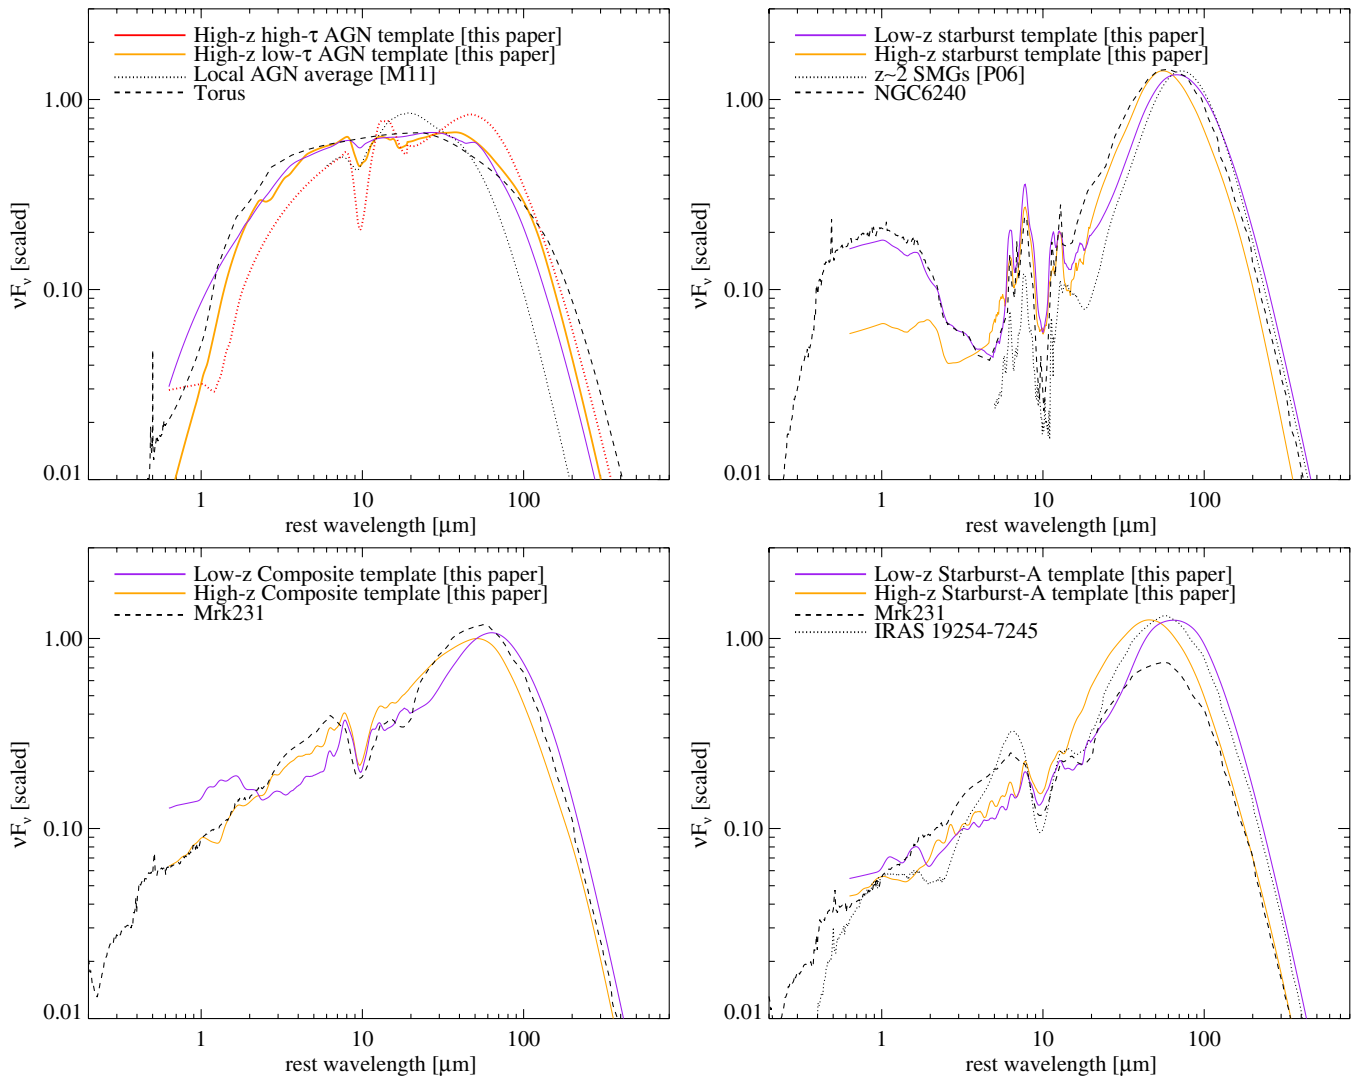 High-z high-τ AGN template [this paper]
High-z low-τ AGN template [this paper]
Local AGN average [M11]
Torus
1.00
0.10
0.01
νFν [scaled]
1 10 100
rest wavelength [μm]
Low-z starburst template [this paper]
High-z starburst template [this paper]
z~2 SMGs [P06]
NGC6240
1.00
0.10
0.01
νFν [scaled]
1 10 100
rest wavelength [μm]
Low-z Composite template [this paper]
High-z Composite template [this paper]
Mrk231
1.00
0.10
0.01
νFν [scaled]
1 10 100
rest wavelength [μm]
Low-z Starburst-A template [this paper]
High-z Starburst-A template [this paper]
Mrk231
IRAS 19254-7245
1.00
0.10
0.01
νFν [scaled]
1 10 100
rest wavelength [μm]